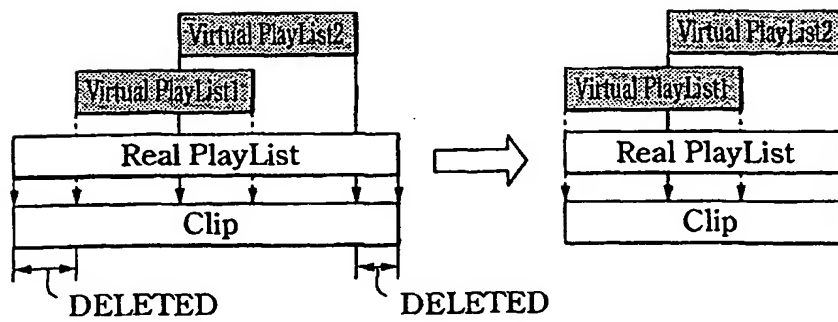 Virtual PlayList2
Virtual PlayList1
Real PlayList
Clip
DELETED
DELETED
Virtual PlayList2
Virtual PlayList1
Real PlayList
Clip